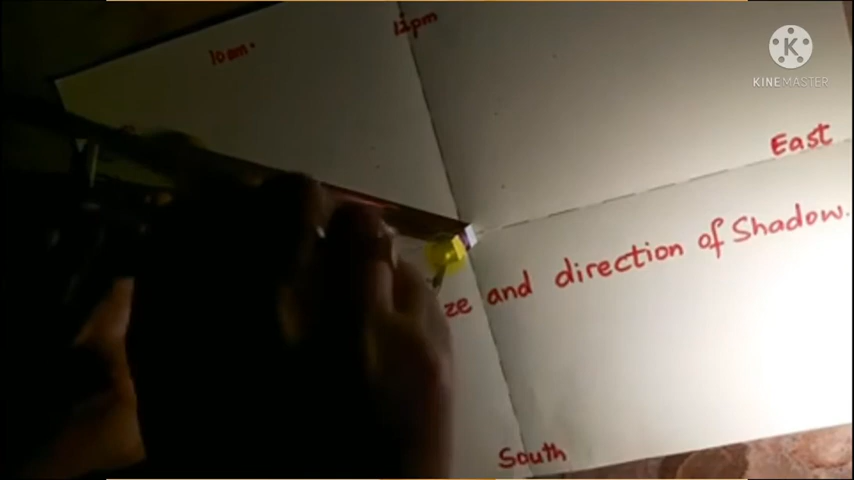 10am.
12pm
KINEMASTER
East
ze and direction of Shadow.
South